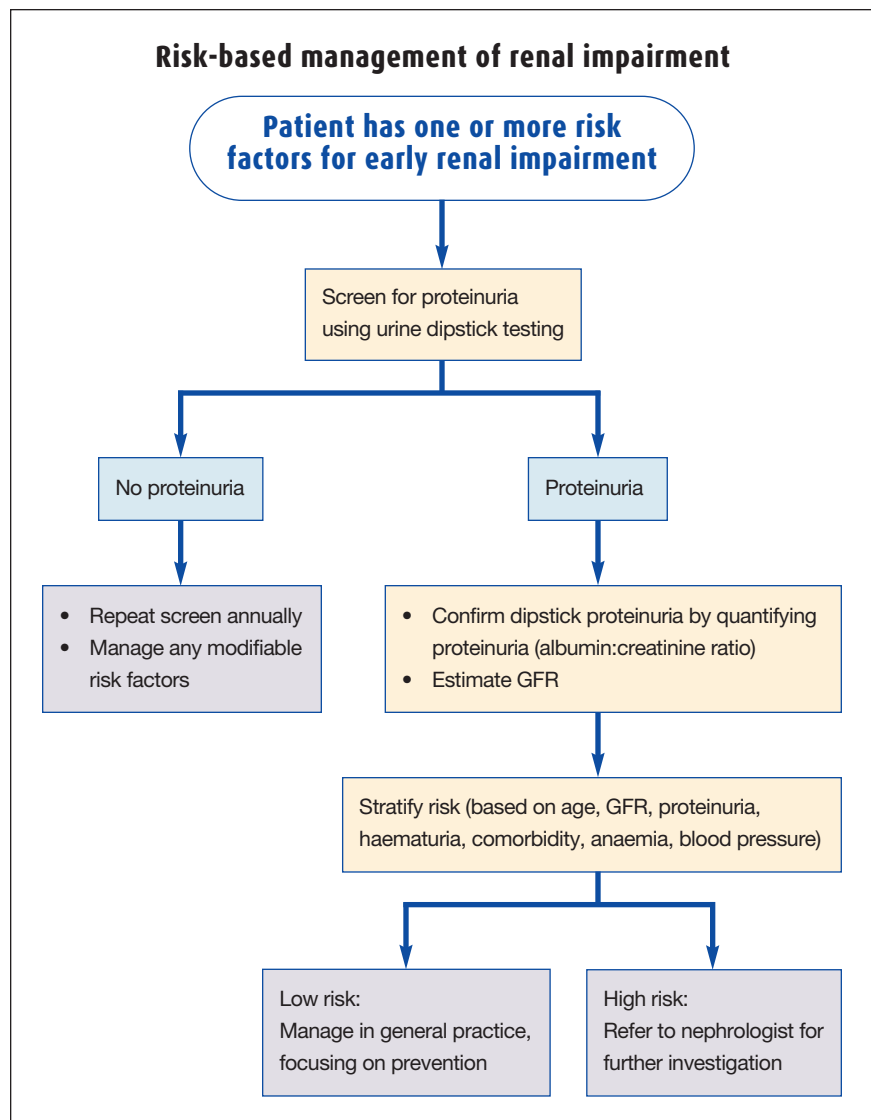 Risk-based management of renal impairment
Patient has one or more risk
factors for early renal impairment
Screen for proteinuria
using urine dipstick testing
No proteinuria
Proteinuria
• Repeat screen annually
• Manage any modifiable
risk factors
• Confirm dipstick proteinuria by quantifying
proteinuria (albumin:creatinine ratio)
• Estimate GFR
Stratify risk (based on age, GFR, proteinuria,
haematuria, comorbidity, anaemia, blood pressure)
Low risk:
Manage in general practice,
focusing on prevention
High risk:
Refer to nephrologist for
further investigation